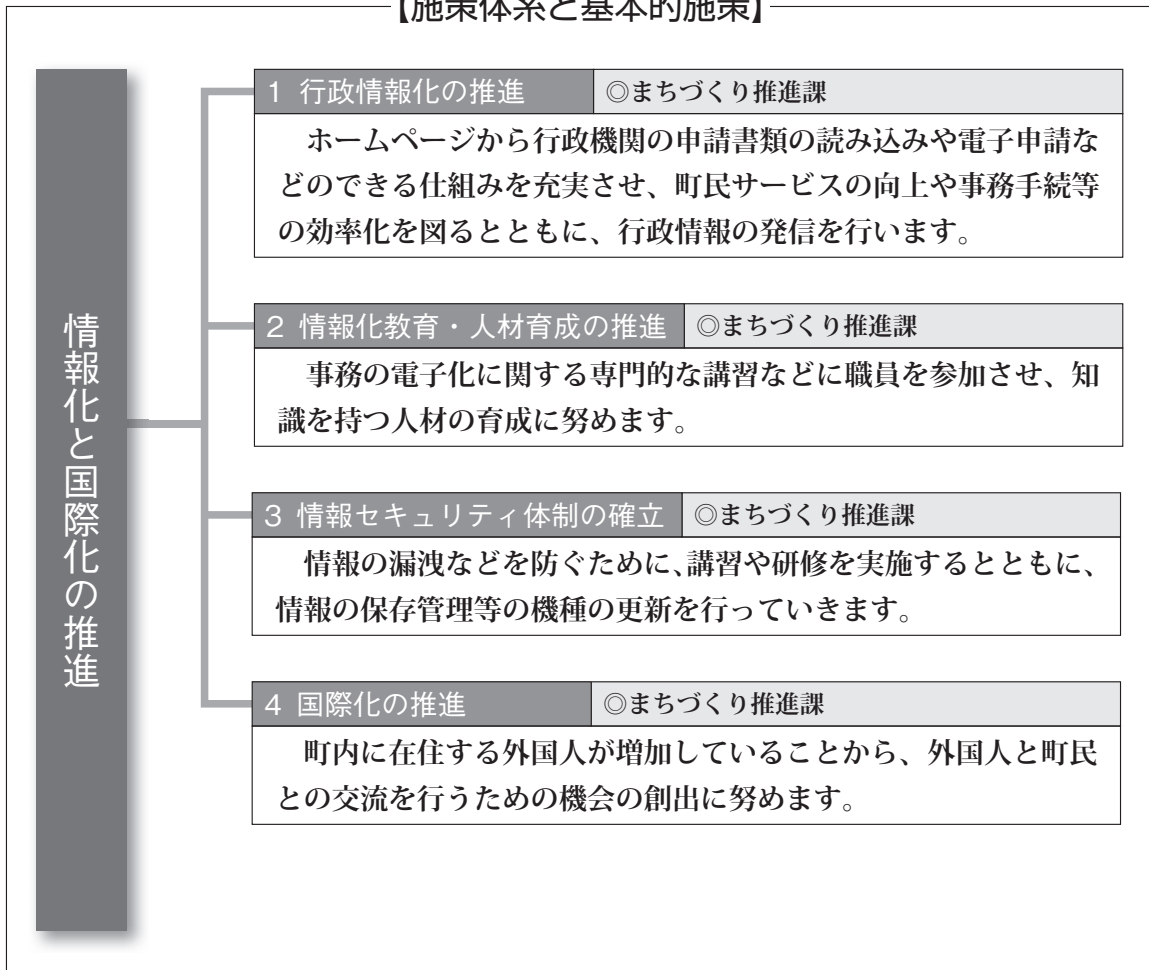 【施策体系と基本的施策】
情報化と国際化の推進
1 行政情報化の推進 ◎まちづくり推進課
ホームページから行政機関の申請書類の読み込みや電子申請な
どのできる仕組みを充実させ、町民サービスの向上や事務手続等
の効率化を図るとともに、行政情報の発信を行います。
2 情報化教育・人材育成の推進 ◎まちづくり推進課
事務の電子化に関する専門的な講習などに職員を参加させ、知
識を持つ人材の育成に努めます。
3 情報セキュリティ体制の確立 ◎まちづくり推進課
情報の漏洩などを防ぐために、講習や研修を実施するとともに、
情報の保存管理等の機種の更新を行っていきます。
4 国際化の推進 ◎まちづくり推進課
町内に在住する外国人が増加していることから、外国人と町民
との交流を行うための機会の創出に努めます。